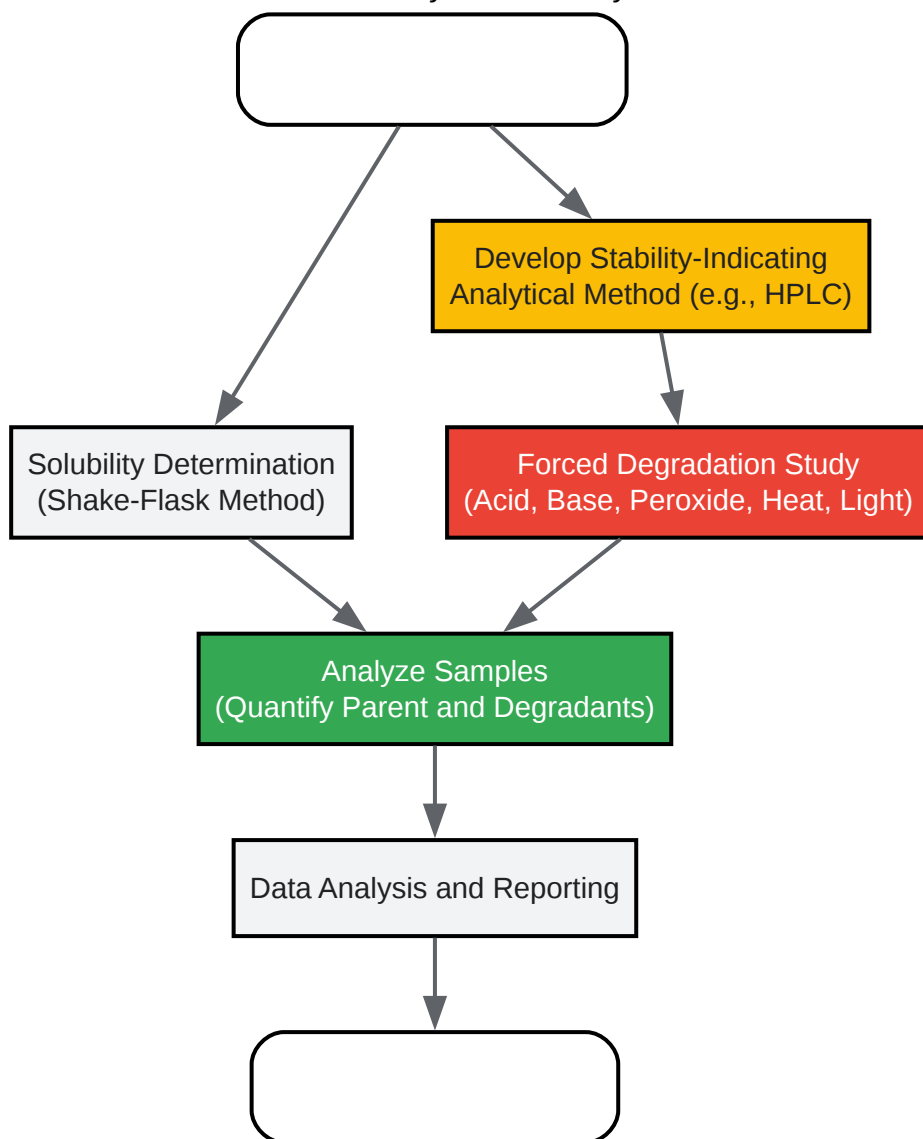 Develop Stability-Indicating
Analytical Method (e.g., HPLC)
Solubility Determination
(Shake-Flask Method)
Forced Degradation Study
(Acid, Base, Peroxide, Heat, Light)
Analyze Samples
(Quantify Parent and Degradants)
Data Analysis and Reporting